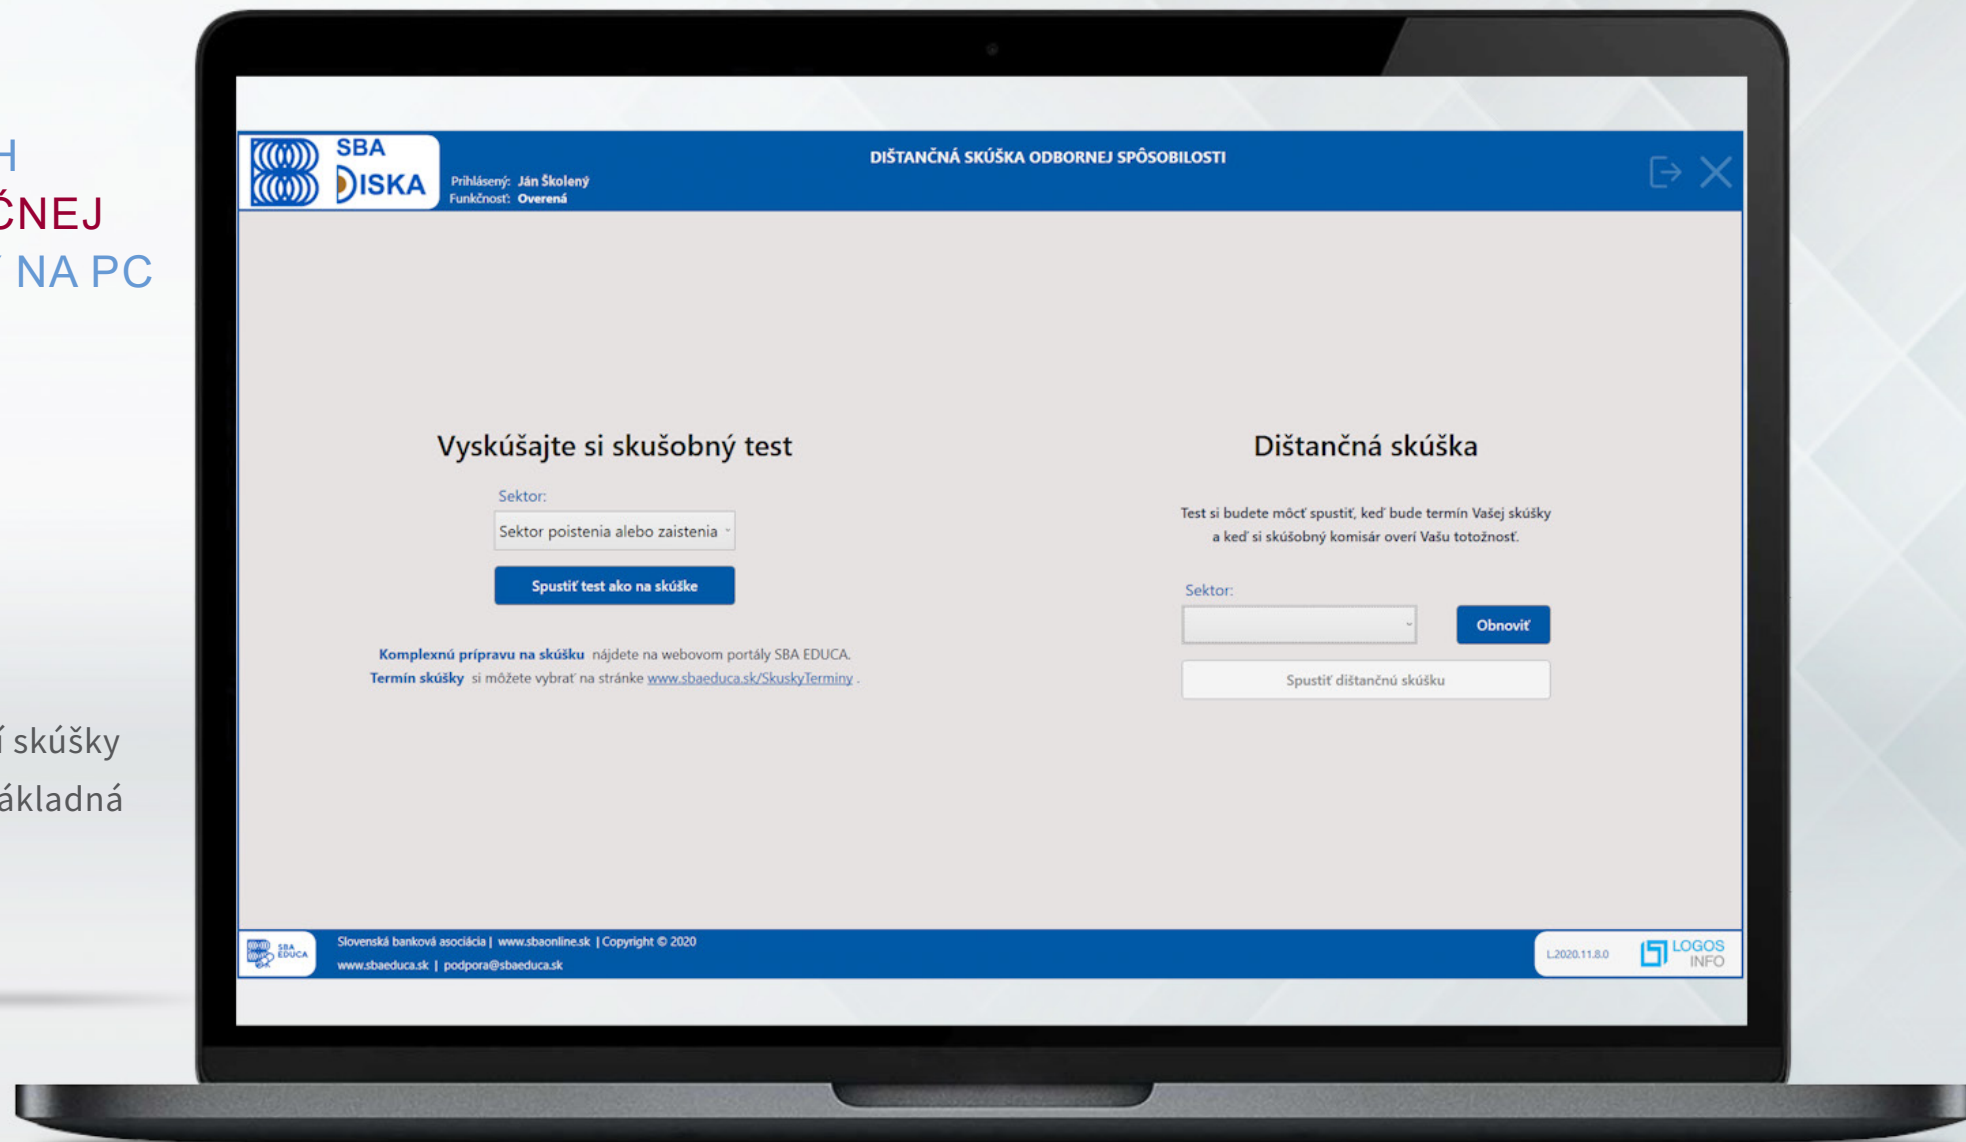 H
ČNEJ
NA PC
skúšky
SBA
DISKA
Prihlásený: Ján Školený
Funkčnosť: Overená
DIŠTANČNÁ SKÚŠKA ODBORNEJ SPÔSOBILOSTI
Vyskúšajte si skušobný test
Sektor:
Sektor poistenia alebo zaistenia
Spustiť test ako na skúške
Komplexnú prípravu na skúšku nájdete na webovom portály SBA EDUCA.
Termín skúšky si môžete vybrať na stránke www.sbaeduca.sk/SkuskyTerminy .
Dištančná skúška
Test si budete môcť spustiť, keď bude termín Vašej skúšky
a keď si skúšobný komisár overí Vašu totožnosť.
Sektor:
Obnoviť
Spustiť dištančnú skúšku
SBA
EDUCA
Slovenská banková asociácia | www.sbaonline.sk | Copyright © 2020
www.sbaeduca.sk | podpora@sbaeduca.sk
L.2020.11.8.0
LOGOS
INFO